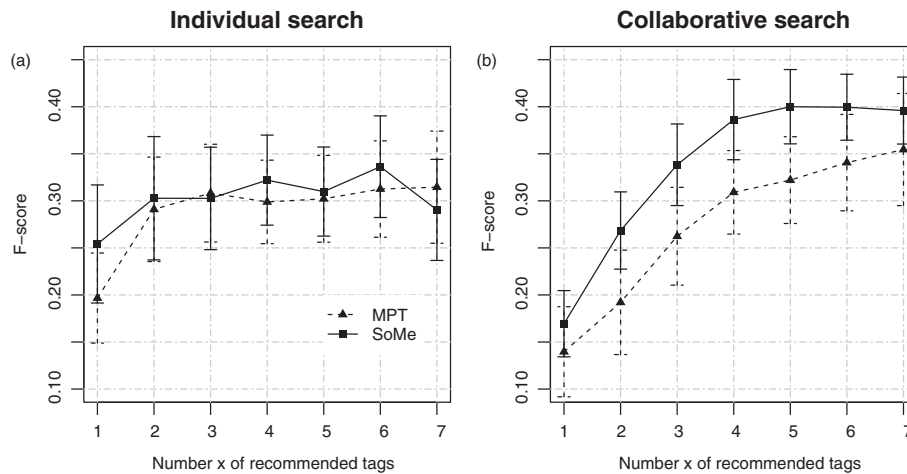 Individual search
Collaborative search
(a)
F−score
0.10
0.20
0.30
0.40
MPT
SoMe
1 2 3 4 5 6 7
Number x of recommended tags
(b)
F−score
0.10
0.20
0.30
0.40
1 2 3 4 5 6 7
Number x of recommended tags